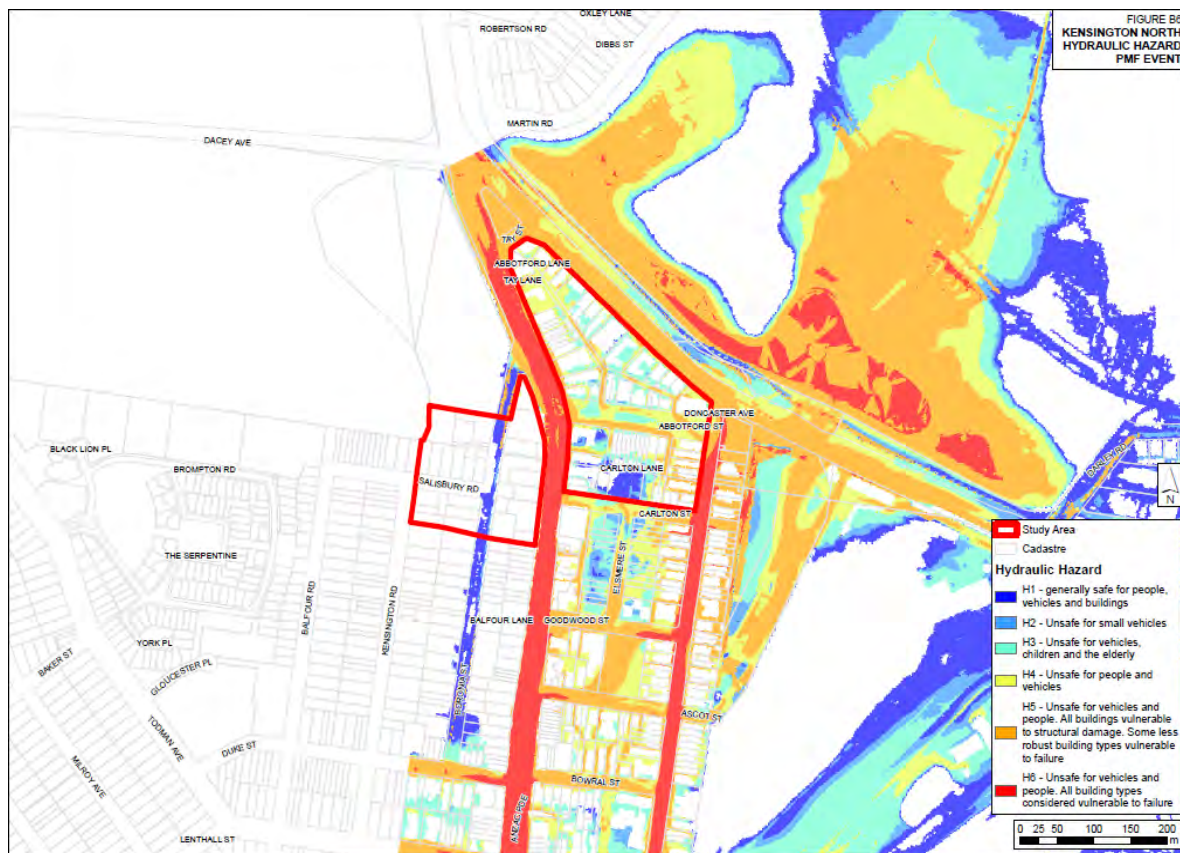 FIGURE B6
KENSINGTON NORTH
HYDRAULIC HAZARD
PMF EVENT
OXLEY LANE
ROBERTSON RD
DIBBS ST
MARTIN RD
DACEY AVE
TAY ST
ABBOTFORD LANE
TAY LANE
DONCASTER AVE
ABBOTFORD ST
BLACK LION PL
BROMPTON RD
CARLTON LANE
DARLEY RD
SALISBURY RD
CARLTON ST
THE SERPENTINE
ELSMERE ST
BALFOUR RD
KENSINGTON RD
BALFOUR LANE
GOODWOOD ST
YORK PL
BAKER ST
GLOUCESTER PL
BORONIA ST
ASCOT ST
TODMAN AVE
DUKE ST
MILROY AVE
BOWRAL ST
ANZAC PDE
LENTHALL ST
N
Study Area
Cadastre
Hydraulic Hazard
H1 - generally safe for people,
vehicles and buildings
H2 - Unsafe for small vehicles
H3 - Unsafe for vehicles,
children and the elderly
H4 - Unsafe for people and
vehicles
H5 - Unsafe for vehicles and
people. All buildings vulnerable
to structural damage. Some less
robust building types vulnerable
to failure
H6 - Unsafe for vehicles and
people. All building types
considered vulnerable to failure
0 25 50 100 150 200
m